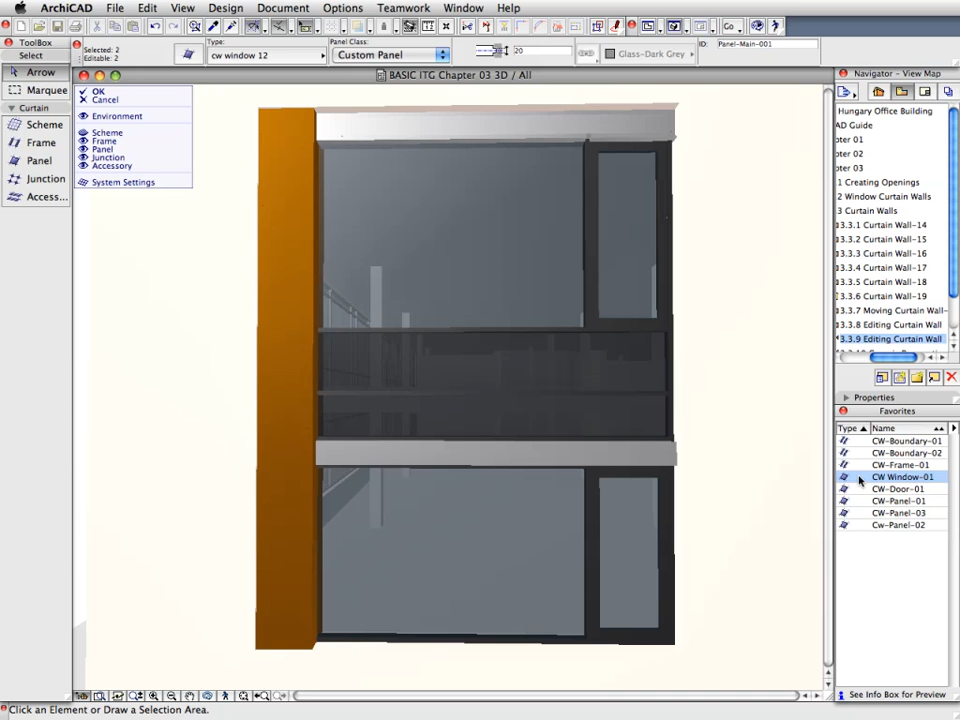 ArchiCAD File Edit View Design Document Options Teamwork Window Help
ToolBox
Select
Arrow
Marquee
Curtain
Scheme
Frame
Panel
Junction
Access...
Selected: 2
Editable: 2
Type:
cw window 12
Panel Class:
Custom Panel
20
Glass-Dark Grey
ID:
Panel-Main-001
Go
BASIC ITG Chapter 03 3D / All
OK
Cancel
Environment
Scheme
Frame
Panel
Junction
Accessory
System Settings
Navigator - View Map
Hungary Office Building
AD Guide
oter 01
oter 02
oter 03
1 Creating Openings
2 Window Curtain Walls
3 Curtain Walls
3.3.1 Curtain Wall-14
3.3.2 Curtain Wall-15
3.3.3 Curtain Wall-16
3.3.4 Curtain Wall-17
3.3.5 Curtain Wall-18
3.3.6 Curtain Wall-19
3.3.7 Moving Curtain Wall-
3.3.8 Editing Curtain Wall
3.3.9 Editing Curtain Wall
Properties
Favorites
Type Name
CW-Boundary-01
CW-Boundary-02
CW-Frame-01
CW Window-01
CW-Door-01
CW-Panel-01
CW-Panel-03
Cw-Panel-02
See Info Box for Preview
Click an Element or Draw a Selection Area.